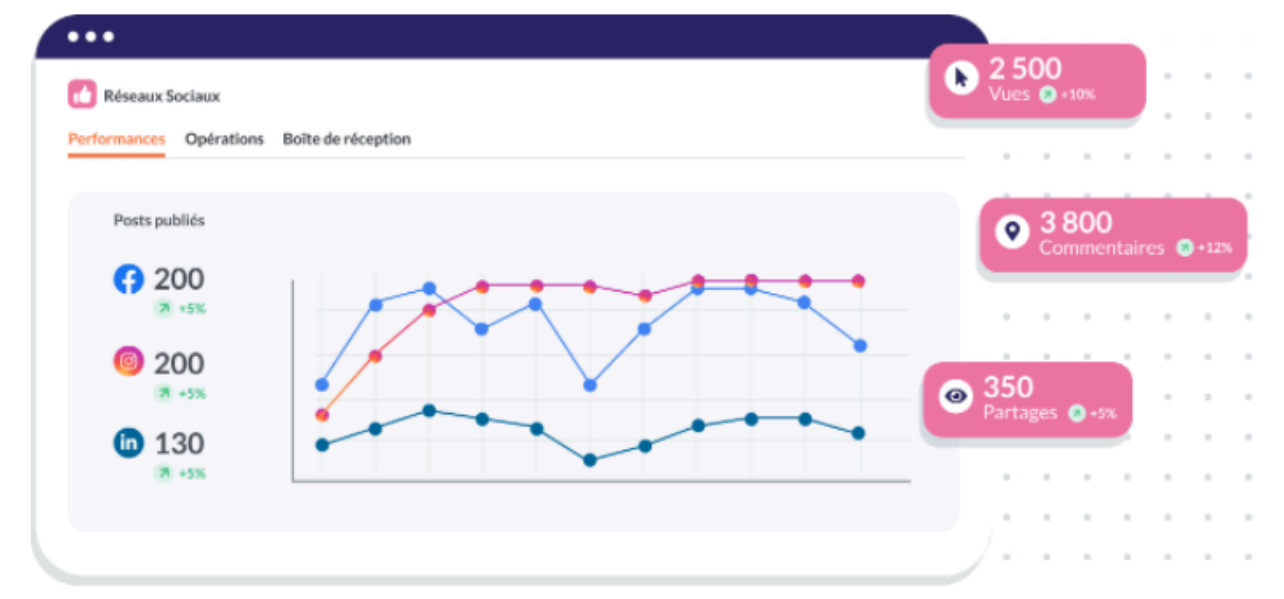 Réseaux Sociaux
Performances Opérations Boîte de réception
Posts publiés
200
+5%
200
+5%
in 130
+5%
2 500
Vues +10%
3 800
Commentaires +12%
350
Partages +5%